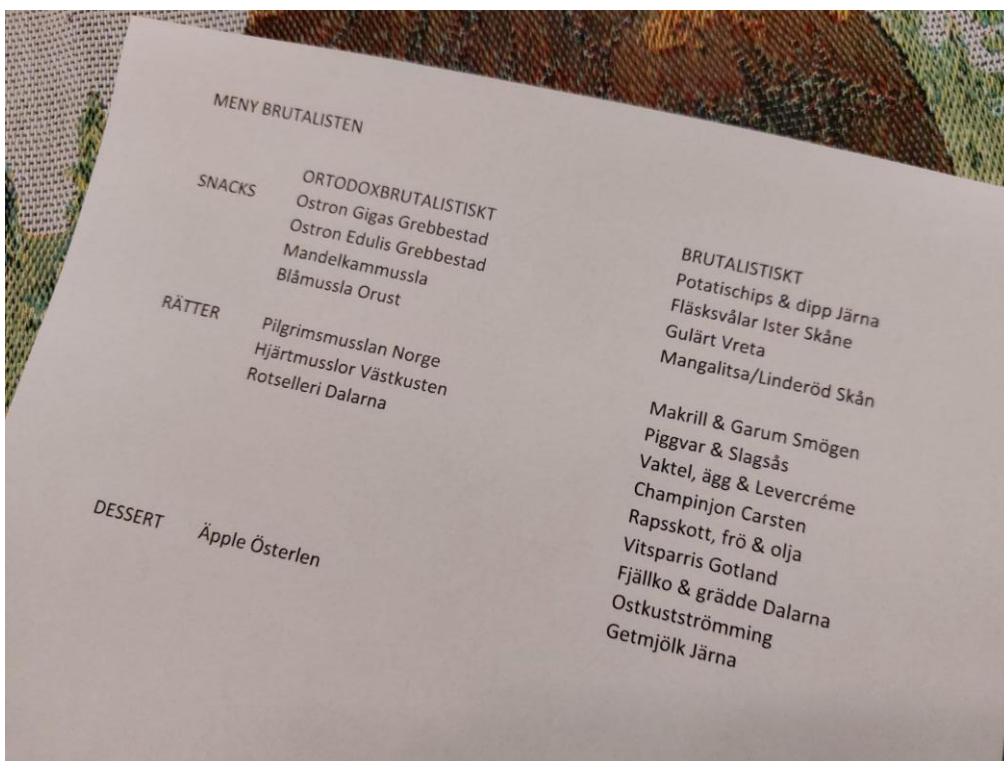 MENY BRUTALISTEN
SNACKS
ORTODOXBRUTALISTISKT
Ostron Gigas Grebbestad
Ostron Edulis Grebbestad
Mandelkammussla
Blåmussla Orust
RÄTTER
Pilgrimsmusslan Norge
Hjärtmusslor Västkusten
Rotselleri Dalarna
DESSERT
Äpple Österlen
BRUTALISTISKT
Potatischips & dipp Järna
Fläsksvålar Ister Skåne
Gulärt Vreta
Mangalitsa/Linderöd Skån
Makrill & Garum Smögen
Piggvar & Slagsås
Vaktel, ägg & Levercréme
Champinjon Carsten
Rapsskott, frö & olja
Vitsparris Gotland
Fjällko & grädde Dalarna
Ostkustströmming
Getmjölk Järna